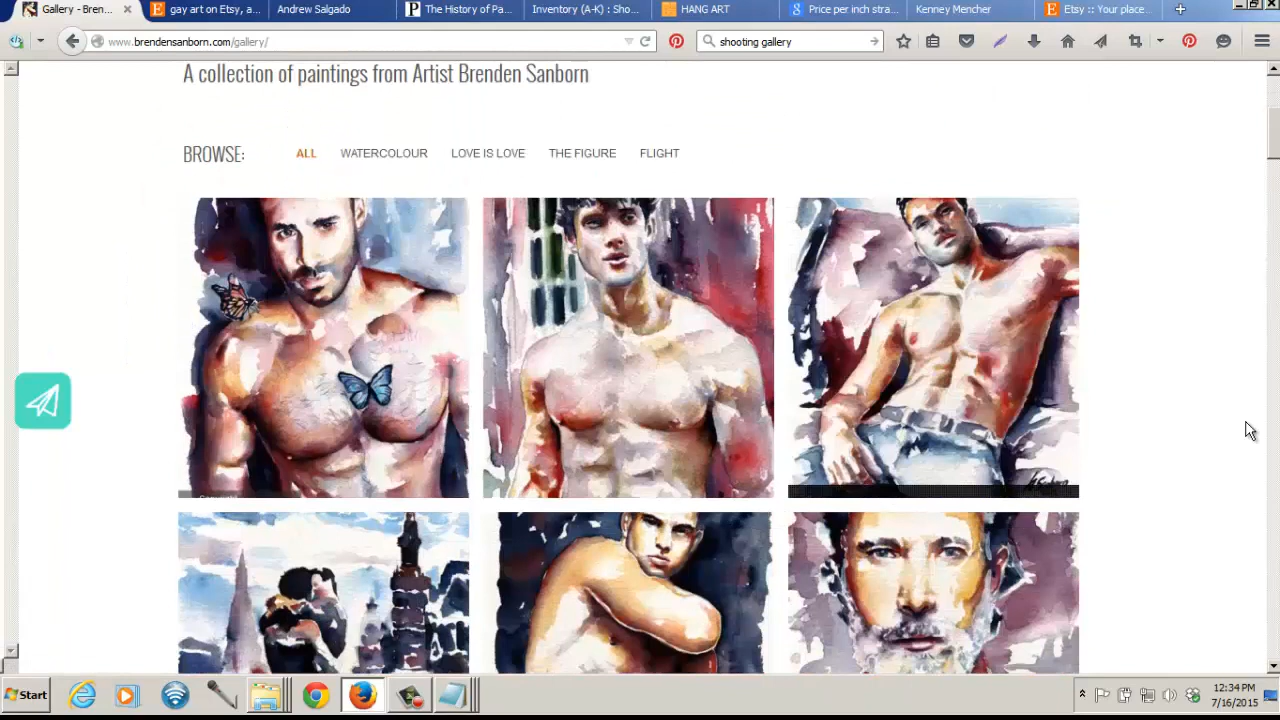 Gallery - Bren...
gay art on Etsy, a...
Andrew Salgado
The History of Pa...
Inventory (A-K) : Sho...
HANG ART
Price per inch stra...
Kenney Mencher
Etsy :: Your place...
www.brendensanborn.com/gallery/
shooting gallery
A collection of paintings from Artist Brenden Sanborn
BROWSE:
ALL
WATERCOLOUR
LOVE IS LOVE
THE FIGURE
FLIGHT
Start
12:34 PM
7/16/2015